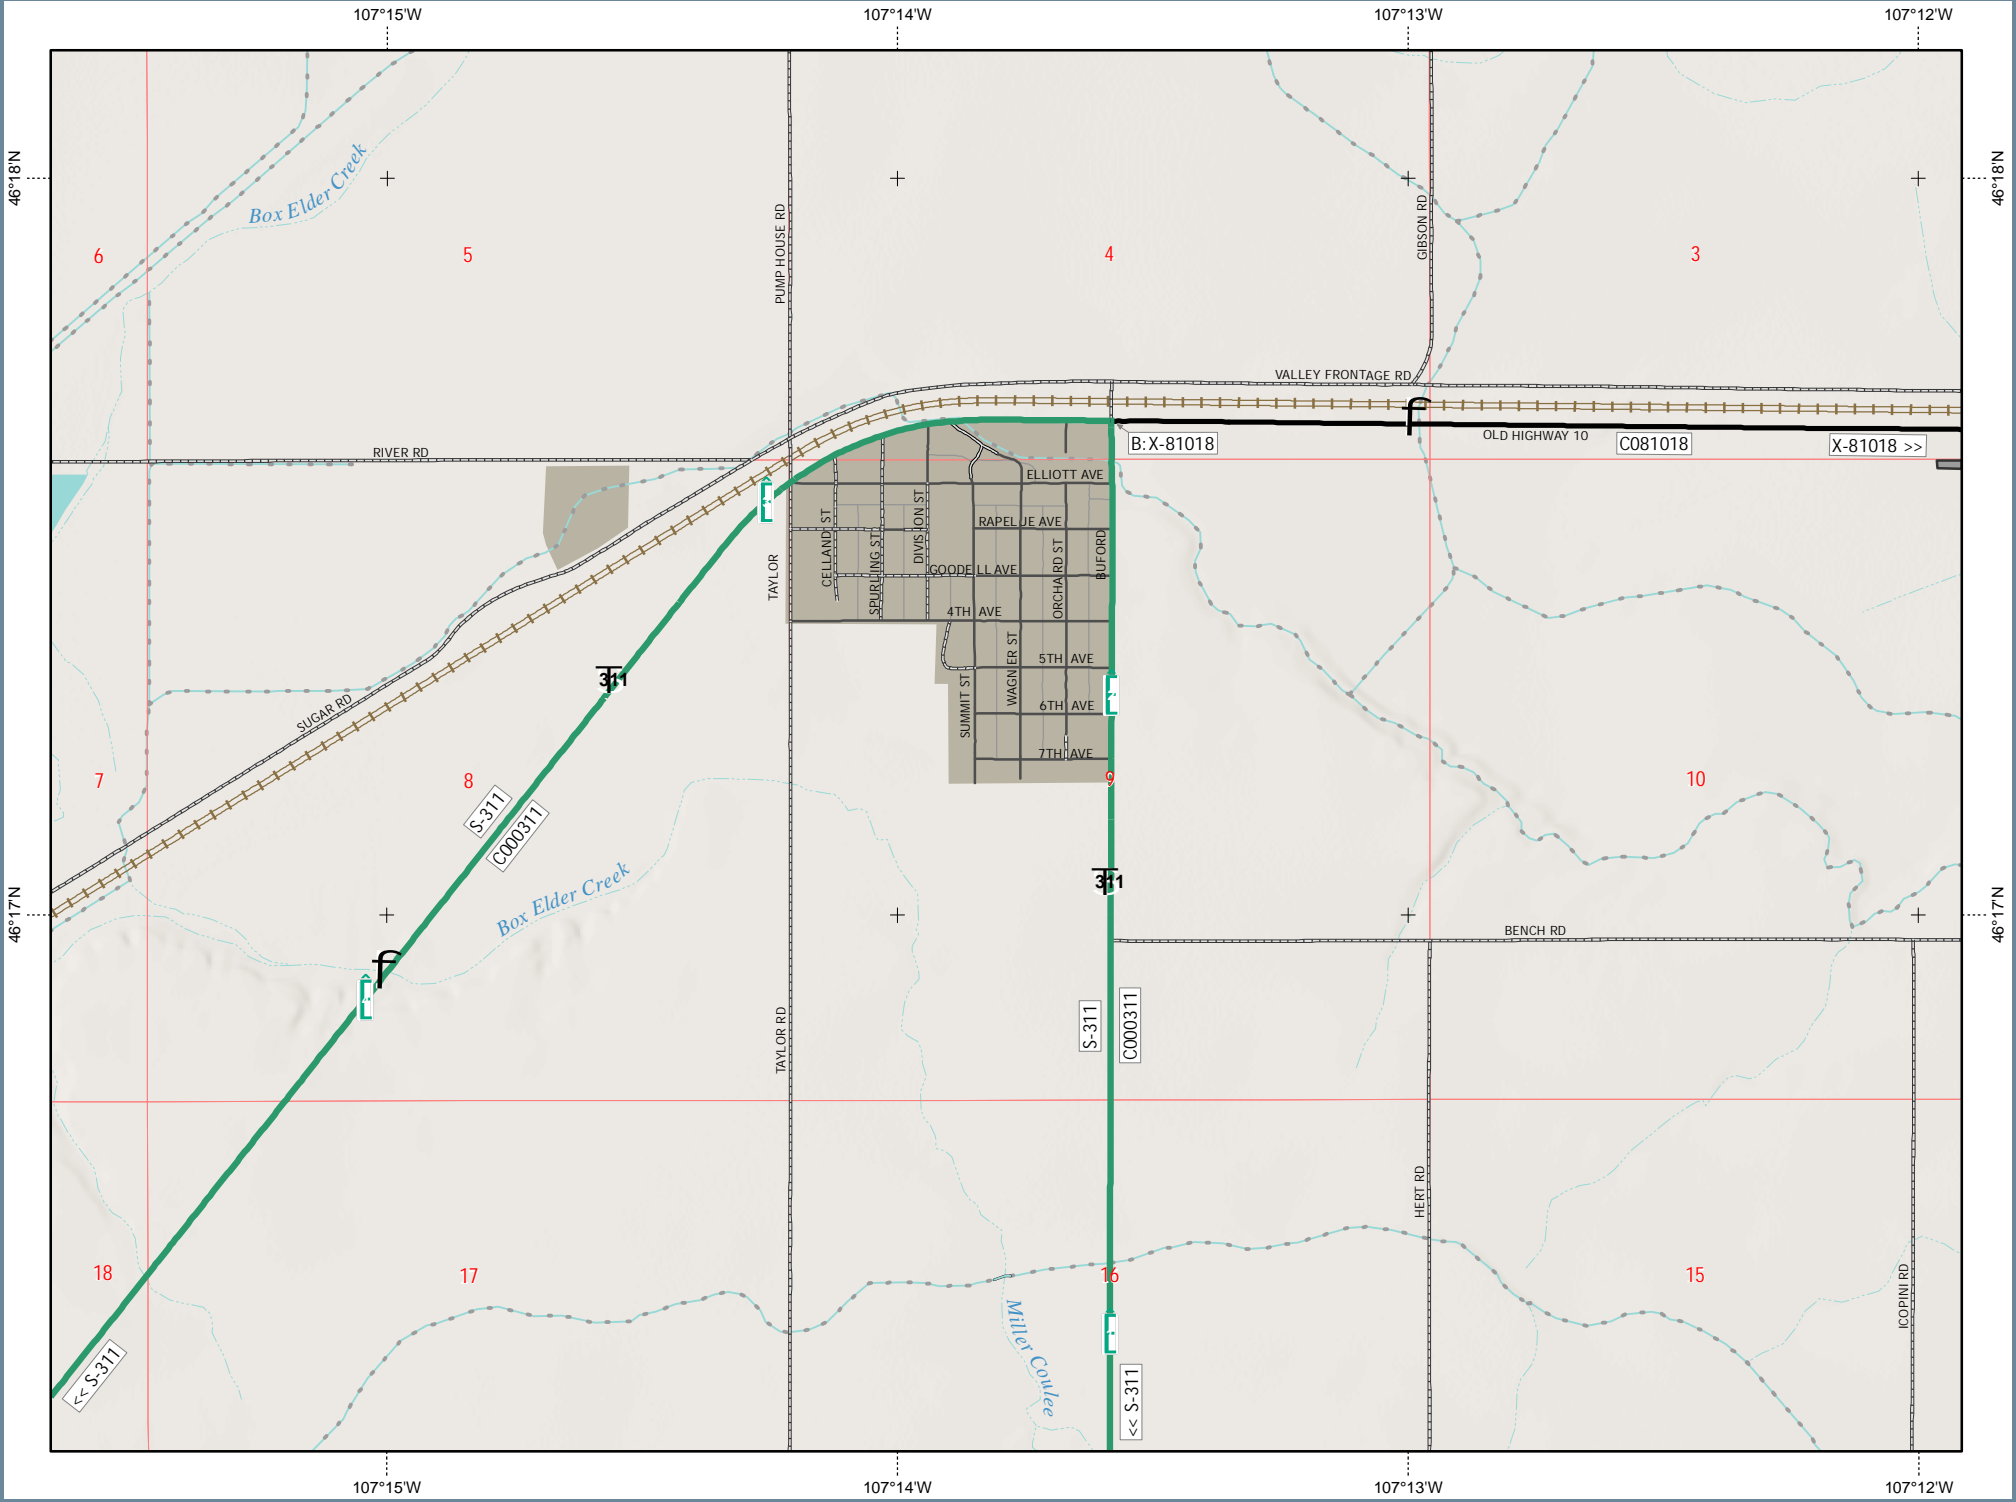 107°15'W
107°14'W
107°13'W
107°12'W
46°18'N
46°18'N
Box Elder Creek
PUMP HOUSE RD
GIBSON RD
6
5
4
3
VALLEY FRONTAGE RD
B: X-81018
OLD HIGHWAY 10
C081018
X-81018 >>
RIVER RD
ELLIOTT AVE
RAPELJE AVE
CELLAND ST
SPURLING ST
DIVISION ST
ORCHARD ST
BUFORD
TAYLOR
GOODELL AVE
4TH AVE
5TH AVE
WAGNER ST
SUMMIT ST
6TH AVE
7TH AVE
311
SUGAR RD
7
8
9
10
S-311
C000311
311
Box Elder Creek
46°17'N
46°17'N
BENCH RD
TAYLOR RD
S-311
C000311
HERT RD
ICOPINI RD
18
17
16
15
Miller Coulee
<< S-311
<< S-311
107°15'W
107°14'W
107°13'W
107°12'W